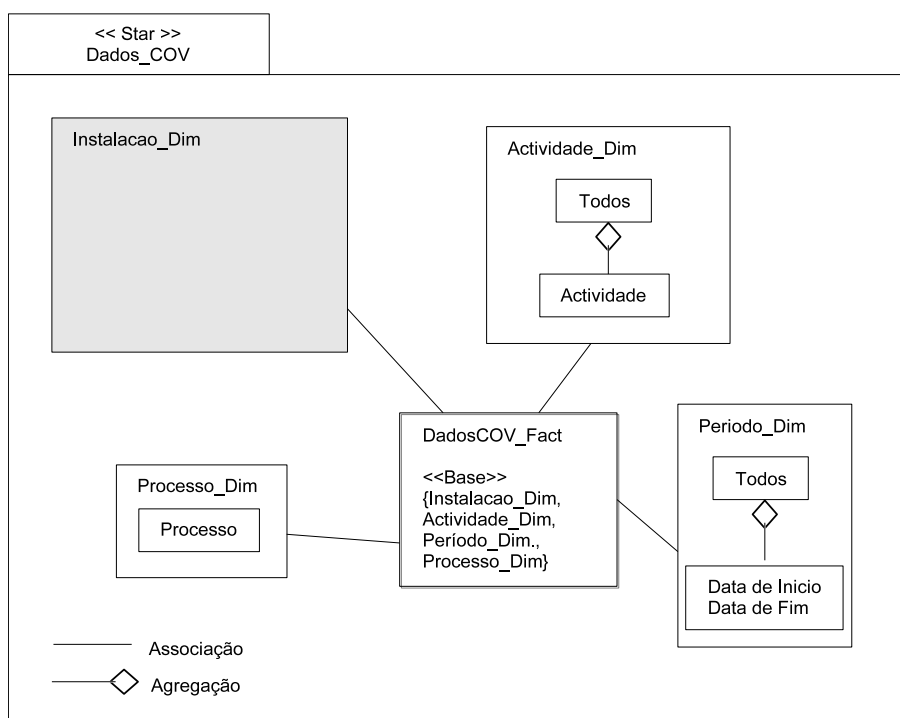 << Star >>
Dados_COV
Instalacao_Dim
Actividade_Dim
Todos
Actividade
DadosCOV_Fact
<<Base>>
{Instalacao_Dim,
Actividade_Dim,
Período_Dim.,
Processo_Dim}
Periodo_Dim
Todos
Data de Inicio
Data de Fim
Processo_Dim
Processo
Associação
Agregação